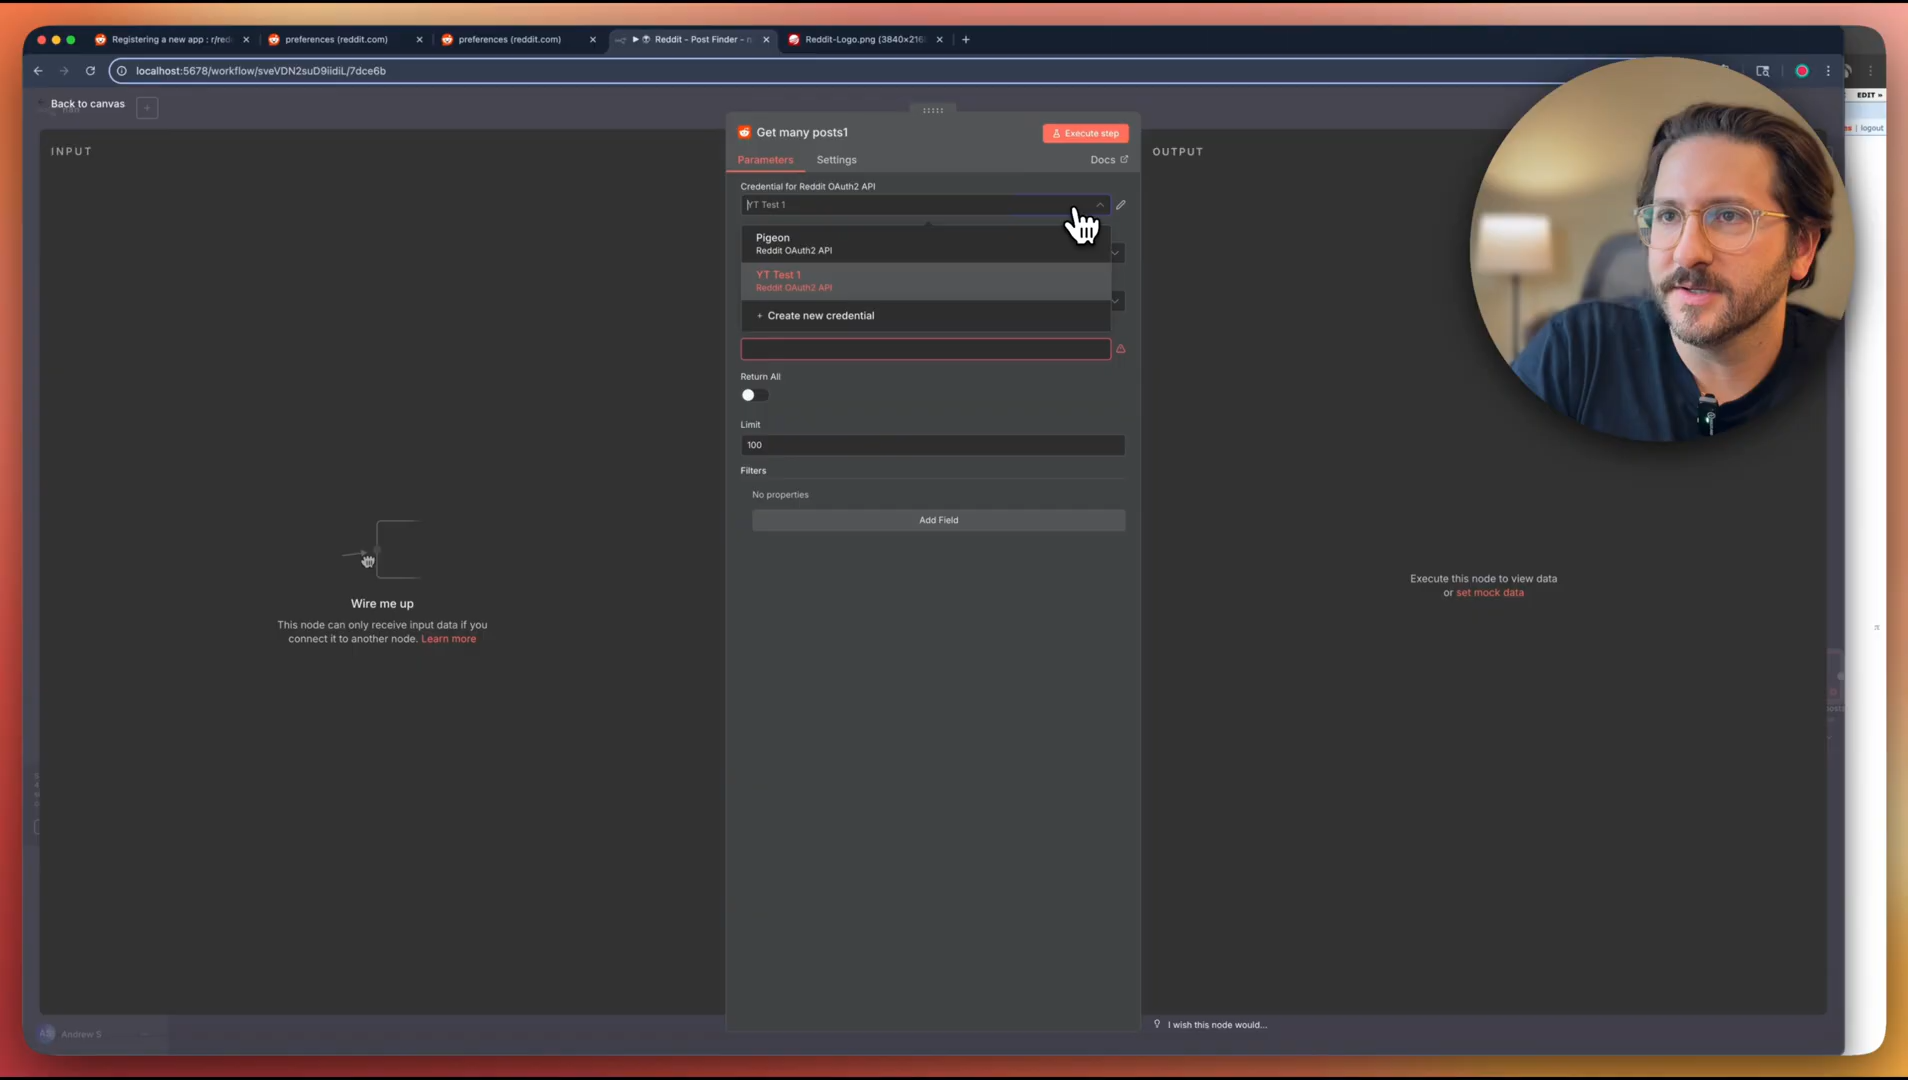 Registering a new app : r/red
preferences (reddit.com)
preferences (reddit.com)
Reddit - Post Finder - n
Reddit-Logo.png (3840×216
localhost:5678/workflow/sveVDN2suD9iidiL/7dce6b
EDIT »
Back to canvas
logout
INPUT
Get many posts1
Execute step
OUTPUT
Parameters
Settings
Docs
Credential for Reddit OAuth2 API
YT Test 1
Pigeon
Reddit OAuth2 API
YT Test 1
Reddit OAuth2 API
+ Create new credential
Return All
Limit
100
Filters
No properties
Add Field
Wire me up
This node can only receive input data if you
connect it to another node. Learn more
Execute this node to view data
or set mock data
I wish this node would...
AS
Andrew S